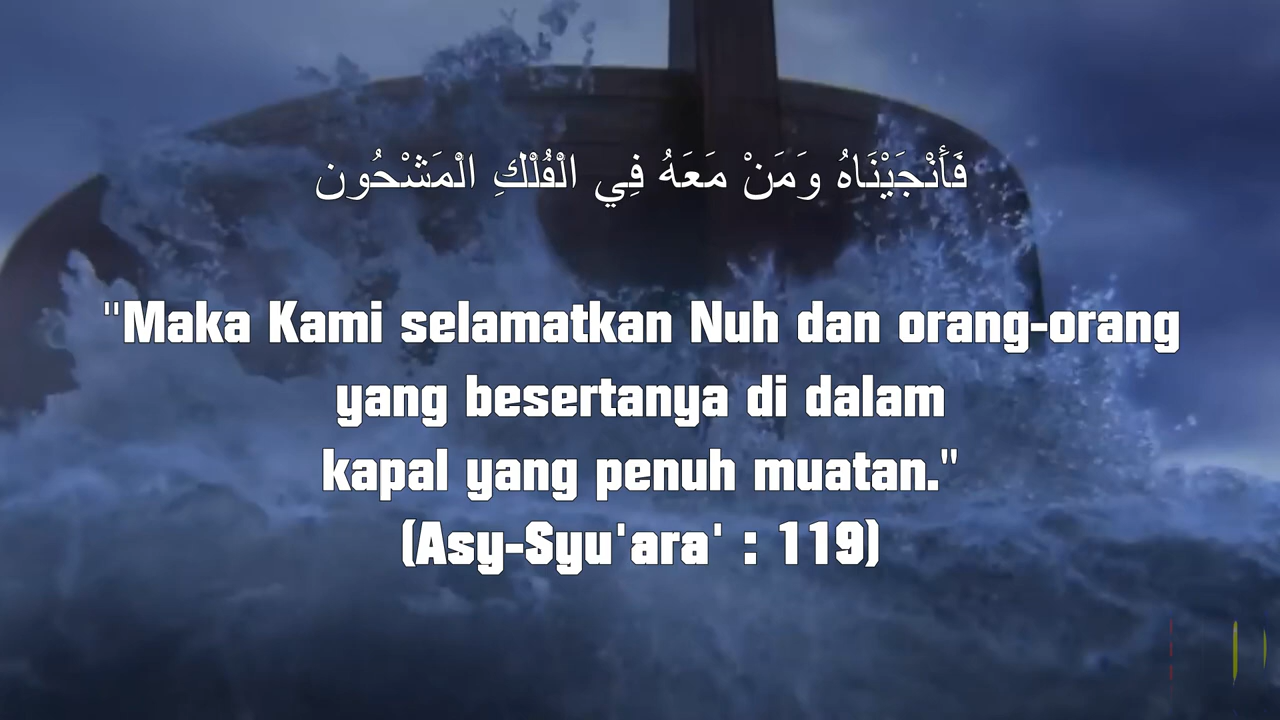 فَأَنْجَيْنَاهُ وَمَنْ مَعَهُ فِي الْفُلْكِ الْمَشْحُون
"Maka Kami selamatkan Nuh dan orang-orang
yang besertanya di dalam
kapal yang penuh muatan."
(Asy-Syu'ara' : 119)